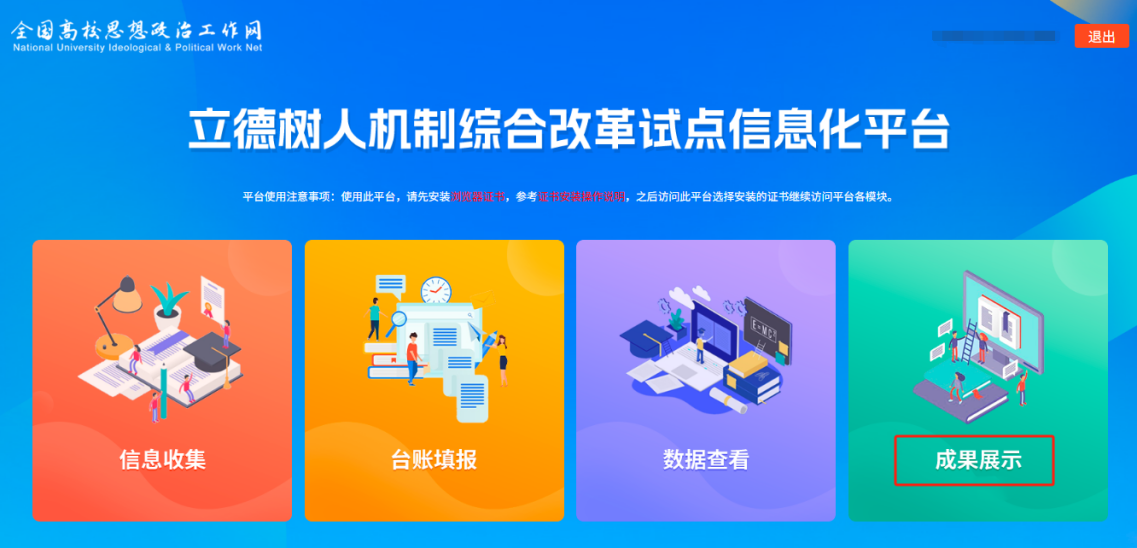 全国高校思想政治工作网
National University Ideological & Political Work Net
退出
立德树人机制综合改革试点信息化平台
平台使用注意事项：使用此平台，请先安装浏览器证书，参考证书安装操作说明，之后访问此平台选择安装的证书继续访问平台各模块。
E=MC²
信息收集
台账填报
数据查看
成果展示